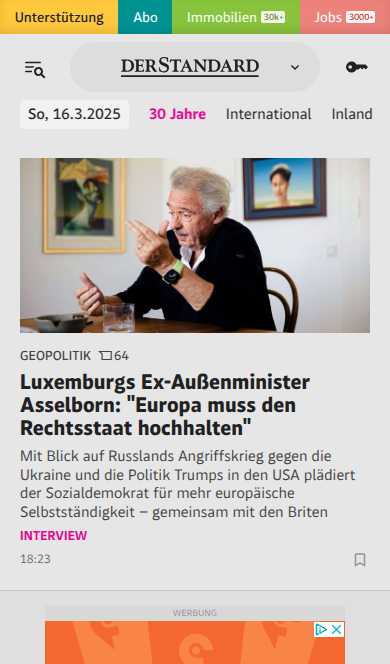 Unterstützung Abo Immobilien 30k+ Jobs 3000+
DERSTANDARD
So, 16.3.2025 30 Jahre International Inland
GEOPOLITIK 64
Luxemburgs Ex-Außenminister
Asselborn: "Europa muss den
Rechtsstaat hochhalten"
Mit Blick auf Russlands Angriffskrieg gegen die
Ukraine und die Politik Trumps in den USA plädiert
der Sozialdemokrat für mehr europäische
Selbstständigkeit – gemeinsam mit den Briten
INTERVIEW
18:23
WERBUNG